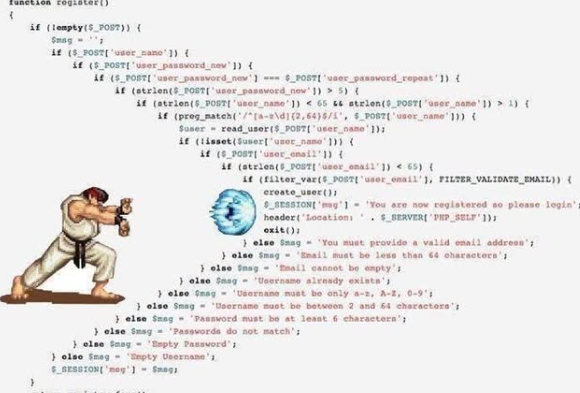 function register()
{
if (!empty($_POST)) {
$msg = '';
if ($_POST['user_name']) {
if ($_POST['user_password_new']) {
if ($_POST['user_password_new'] === $_POST['user_password_repeat']) {
if (strlen($_POST['user_password_new']) > 5) {
if (strlen($_POST['user_name']) < 65 && strlen($_POST['user_name']) > 1) {
if (preg_match('/^[a-z\d]{2,64}$/i', $_POST['user_name'])) {
$user = read_user($_POST['user_name']);
if (!isset($user['user_name'])) {
if ($_POST['user_email']) {
if (strlen($_POST['user_email']) < 65) {
if (filter_var($_POST['user_email'], FILTER_VALIDATE_EMAIL)) {
create_user();
$_SESSION['msg'] = 'You are now registered so please login';
header('Location: ' . $_SERVER['PHP_SELF']);
exit();
} else $msg = 'You must provide a valid email address';
} else $msg = 'Email must be less than 64 characters';
} else $msg = 'Email cannot be empty';
} else $msg = 'Username already exists';
} else $msg = 'Username must be only a-z, A-Z, 0-9';
} else $msg = 'Username must be between 2 and 64 characters';
} else $msg = 'Password must be at least 6 characters';
} else $msg = 'Passwords do not match';
} else $msg = 'Empty Password';
} else $msg = 'Empty Username';
$_SESSION['msg'] = $msg;
}